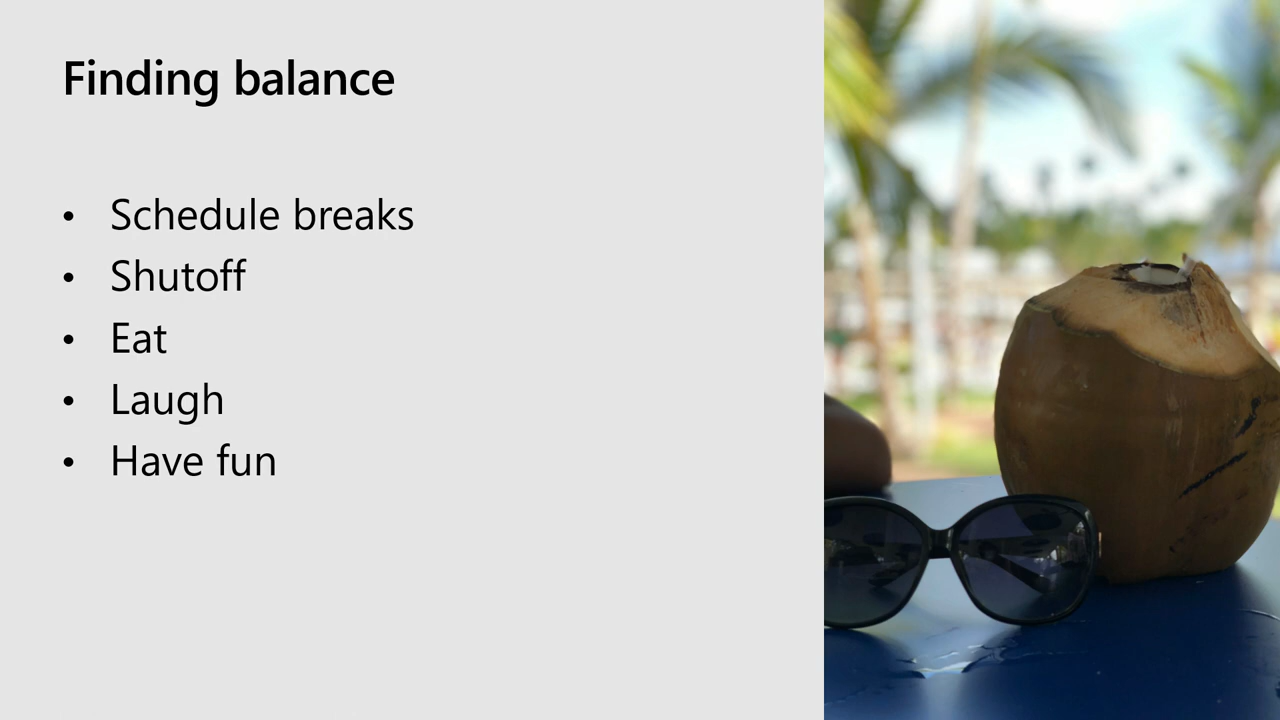 Finding balance
• Schedule breaks
• Shutoff
• Eat
• Laugh
• Have fun